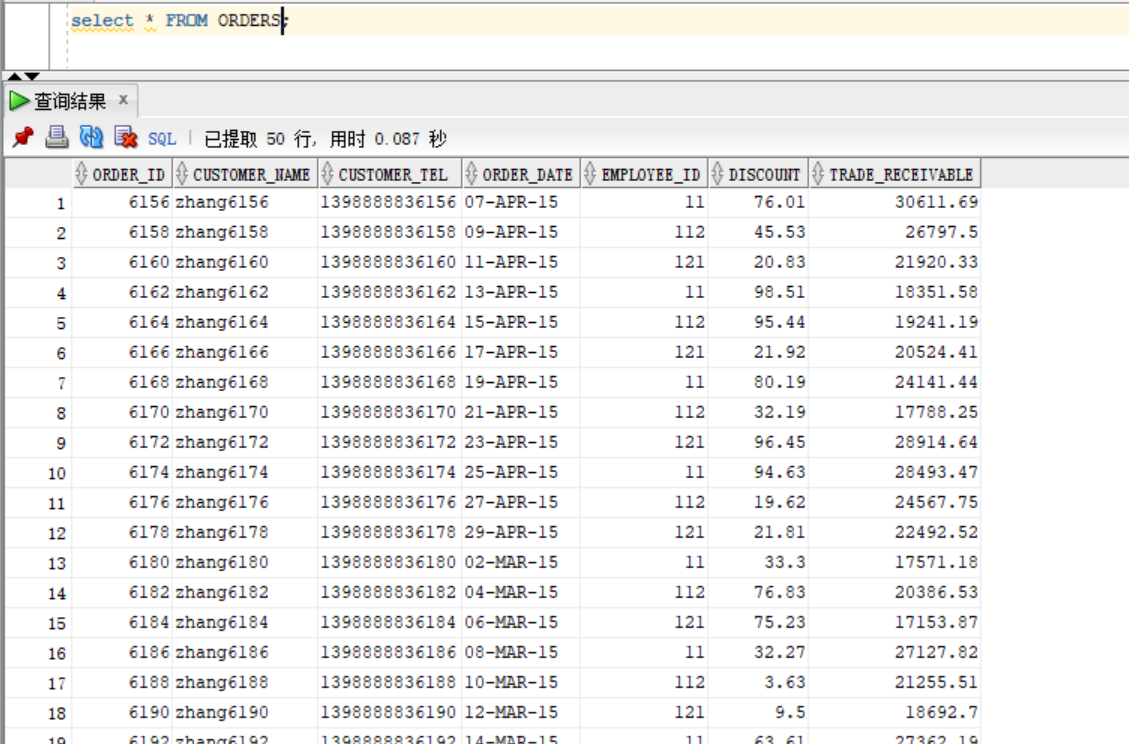 select * FROM ORDERS;
查询结果 x
SQL | 已提取 50 行, 用时 0.087 秒
ORDER_ID CUSTOMER_NAME CUSTOMER_TEL ORDER_DATE EMPLOYEE_ID DISCOUNT TRADE_RECEIVABLE
1 6156 zhang6156 1398888836156 07-APR-15 11 76.01 30611.69
2 6158 zhang6158 1398888836158 09-APR-15 112 45.53 26797.5
3 6160 zhang6160 1398888836160 11-APR-15 121 20.83 21920.33
4 6162 zhang6162 1398888836162 13-APR-15 11 98.51 18351.58
5 6164 zhang6164 1398888836164 15-APR-15 112 95.44 19241.19
6 6166 zhang6166 1398888836166 17-APR-15 121 21.92 20524.41
7 6168 zhang6168 1398888836168 19-APR-15 11 80.19 24141.44
8 6170 zhang6170 1398888836170 21-APR-15 112 32.19 17788.25
9 6172 zhang6172 1398888836172 23-APR-15 121 96.45 28914.64
10 6174 zhang6174 1398888836174 25-APR-15 11 94.63 28493.47
11 6176 zhang6176 1398888836176 27-APR-15 112 19.62 24567.75
12 6178 zhang6178 1398888836178 29-APR-15 121 21.81 22492.52
13 6180 zhang6180 1398888836180 02-MAR-15 11 33.3 17571.18
14 6182 zhang6182 1398888836182 04-MAR-15 112 76.83 20386.53
15 6184 zhang6184 1398888836184 06-MAR-15 121 75.23 17153.87
16 6186 zhang6186 1398888836186 08-MAR-15 11 32.27 27127.82
17 6188 zhang6188 1398888836188 10-MAR-15 112 3.63 21255.51
18 6190 zhang6190 1398888836190 12-MAR-15 121 9.5 18692.7
19 6192 zhang6192 1398888836192 14-MAR-15 11 63.61 27362.19